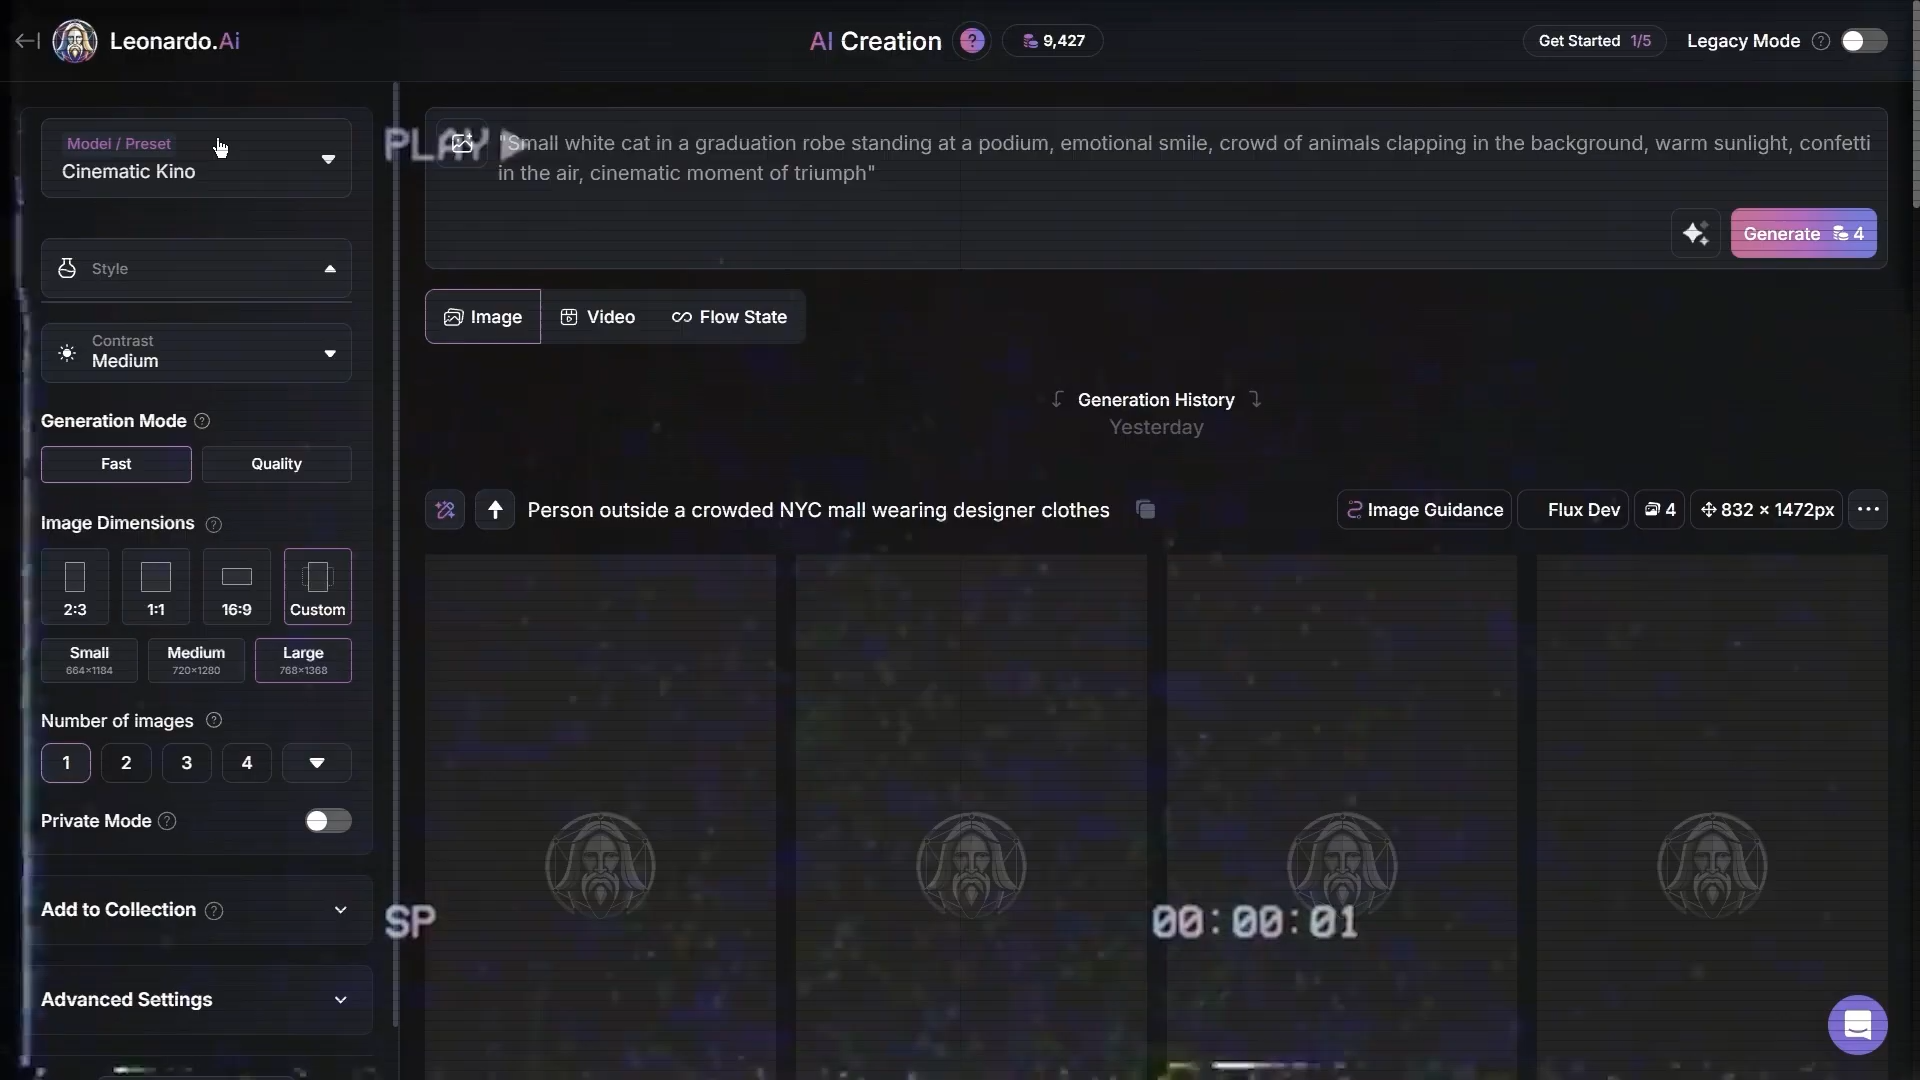 Leonardo.Ai
AI Creation
?
9,427
Get Started 1/5
Legacy Mode ?
Model / Preset
Cinematic Kino
PLAY
"Small white cat in a graduation robe standing at a podium, emotional smile, crowd of animals clapping in the background, warm sunlight, confetti
in the air, cinematic moment of triumph"
Generate 4
Style
Image
Video
Flow State
Contrast
Medium
Generation History
Yesterday
Generation Mode ?
Fast
Quality
Person outside a crowded NYC mall wearing designer clothes
Image Guidance
Flux Dev
4
832 × 1472px
Image Dimensions ?
2:3
1:1
16:9
Custom
Small
664×1184
Medium
720×1280
Large
768×1368
Number of images ?
1
2
3
4
Private Mode ?
Add to Collection ?
SP
00:00:01
Advanced Settings